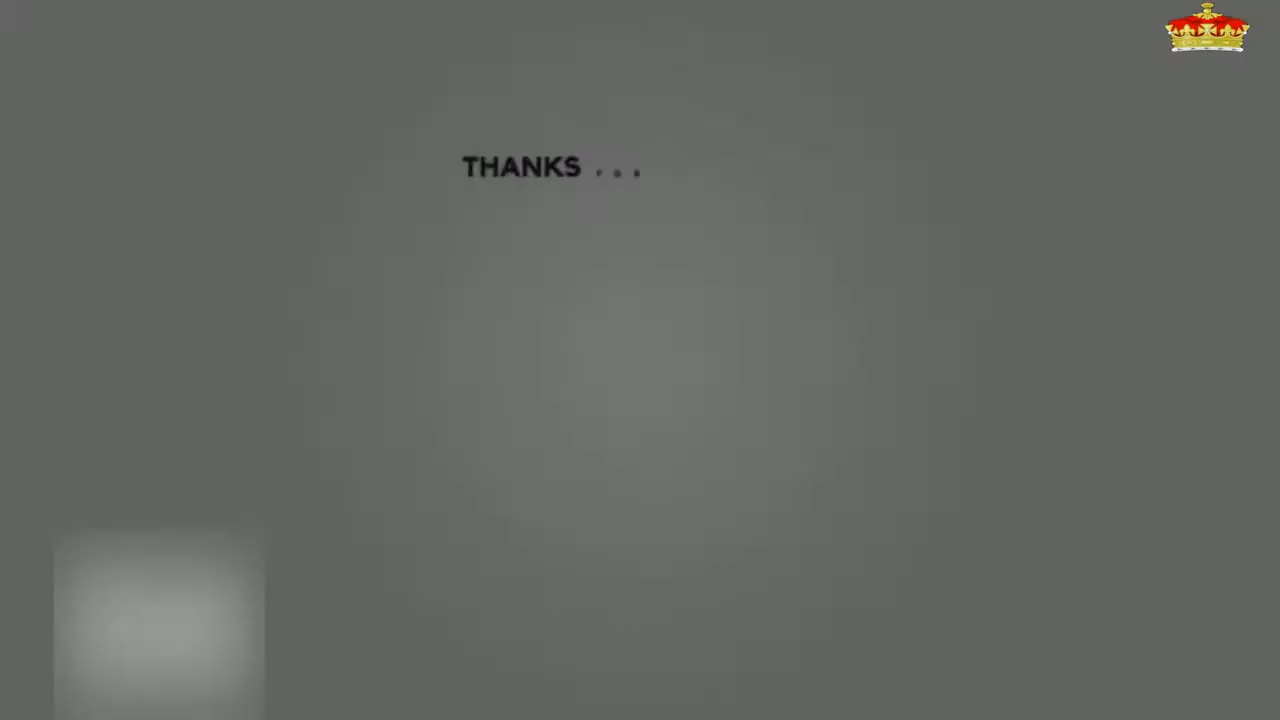 THANKS . . .